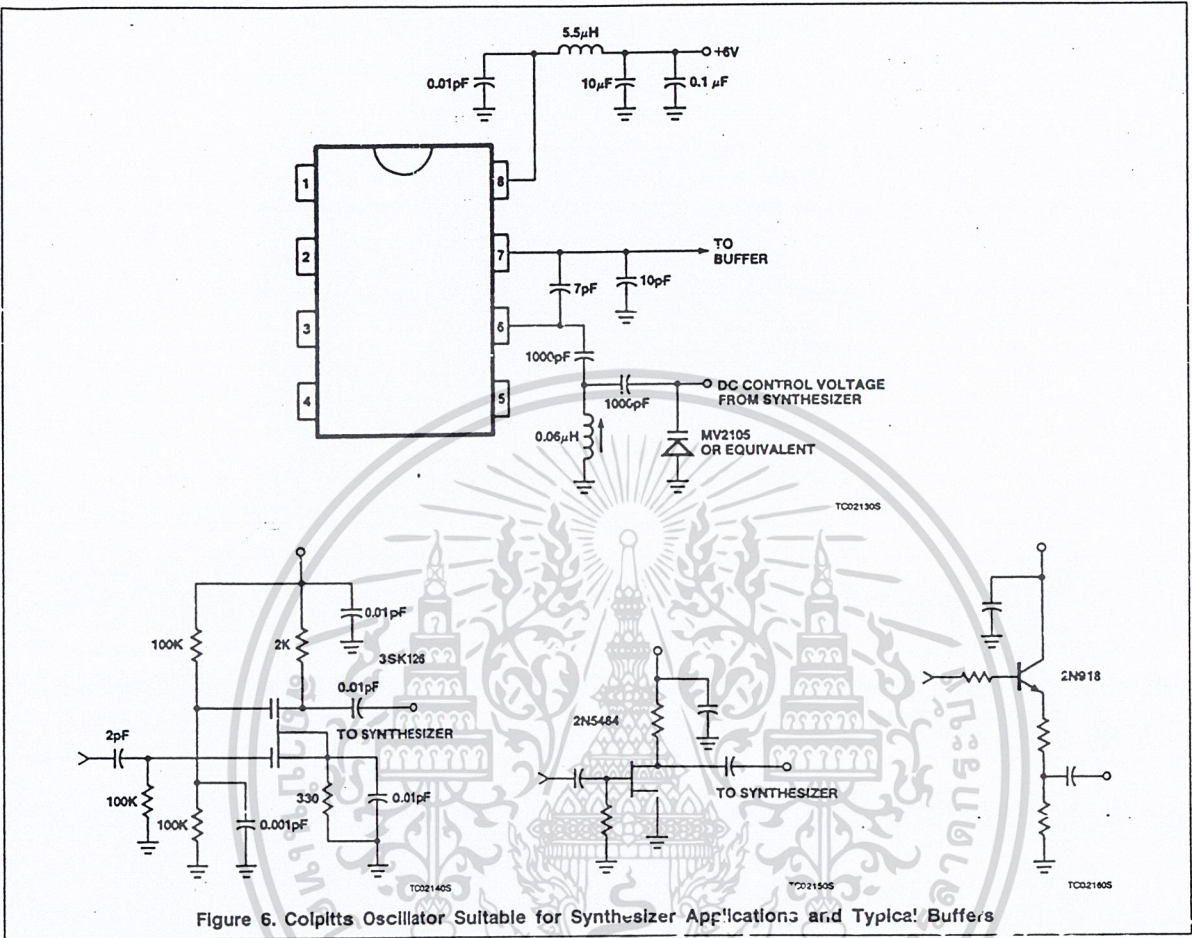 5.5μH
+6V
0.01pF
10μF
0.1 μF
1
8
2
7
TO
BUFFER
7pF
10pF
3
6
1000pF
4
5
1000pF
DC CONTROL VOLTAGE
FROM SYNTHESIZER
0.06μH
MV2105
OR EQUIVALENT
TC02130S
0.01pF
100K
2K
3SK126
0.01pF
TO SYNTHESIZER
2pF
100K
100K
0.001pF
330
0.01pF
TC02140S
2N5484
TO SYNTHESIZER
TC02150S
2N918
TC02160S
Figure 6. Colpitts Oscillator Suitable for Synthesizer Applications and Typical Buffers